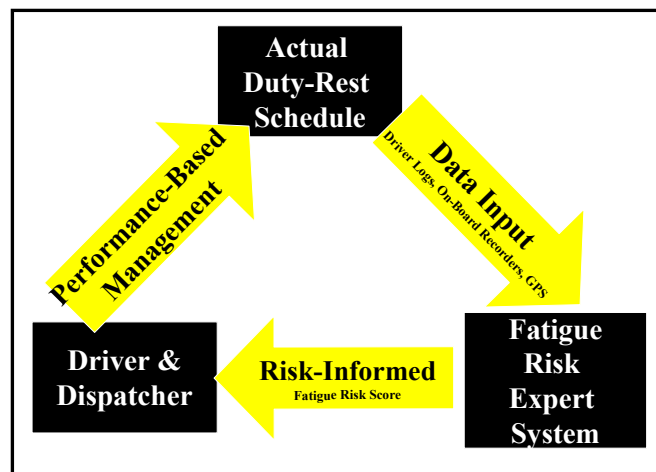 Actual
Duty-Rest
Schedule
Data Input
Driver Logs, On-Board Recorders, GPS
Fatigue
Risk
Expert
System
Risk-Informed
Fatigue Risk Score
Driver &
Dispatcher
Performance-Based
Management